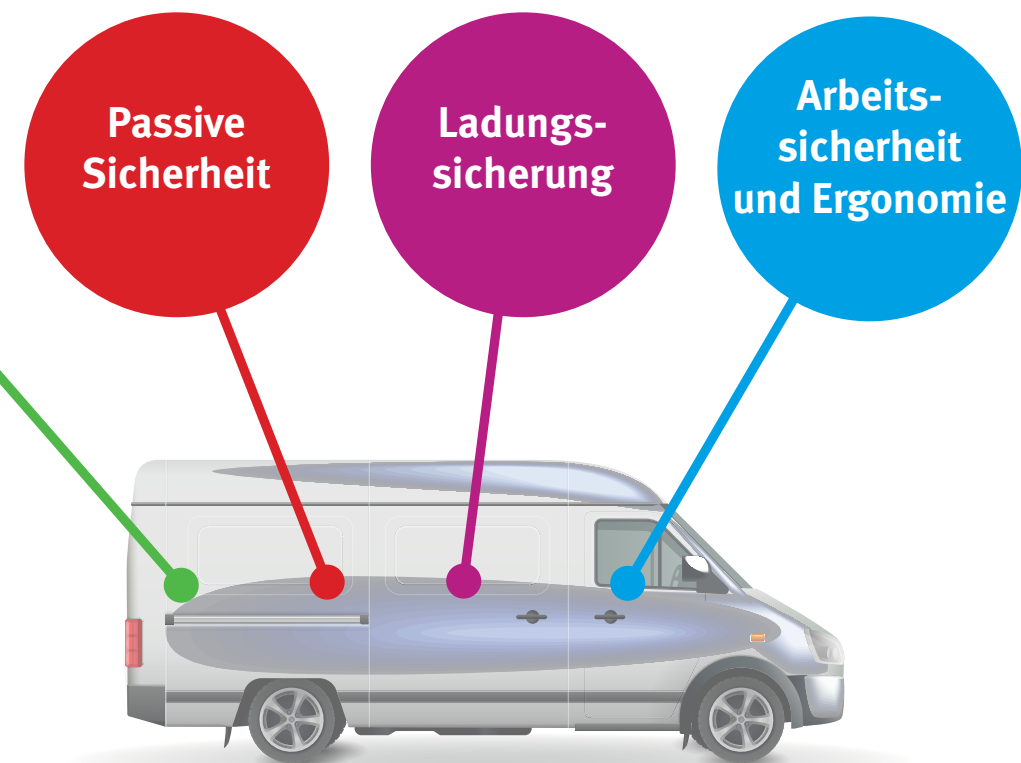 Passive
Sicherheit
Ladungs-
sicherung
Arbeits-
sicherheit
und Ergonomie